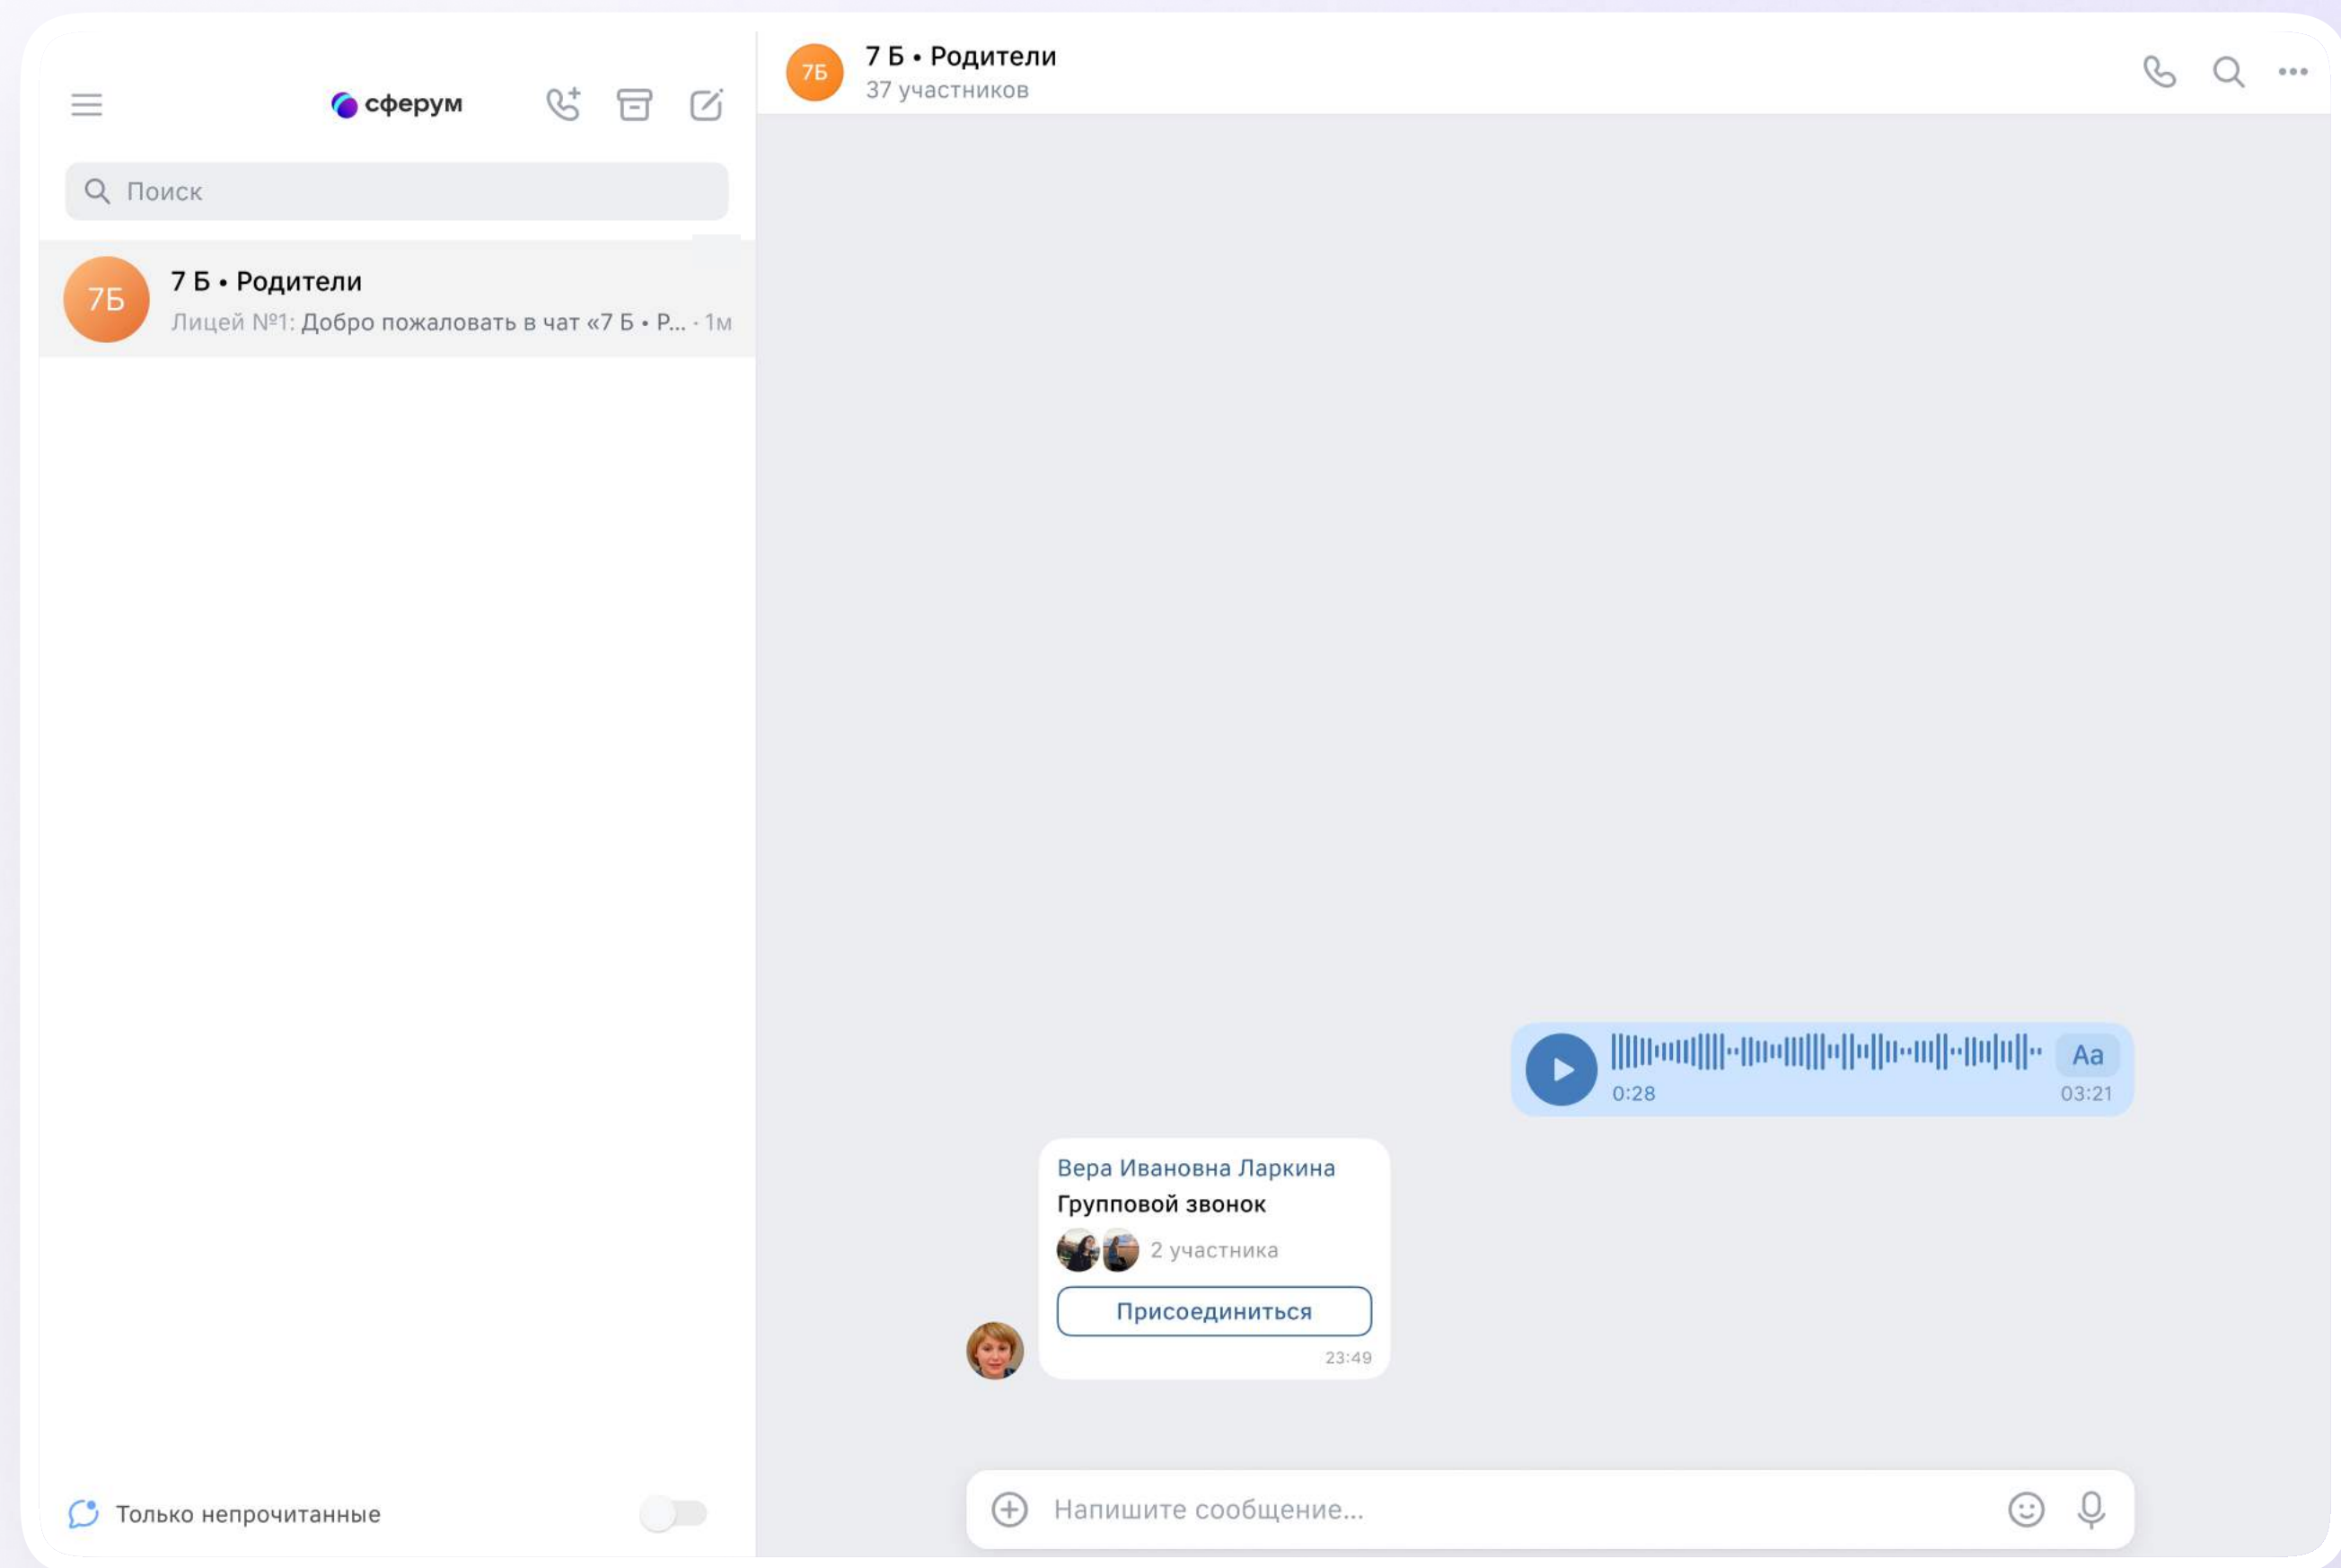 сферум
Поиск
7Б
7 Б • Родители
Лицей №1: Добро пожаловать в чат «7 Б • Р... · 1м
Только непрочитанные
7Б
7 Б • Родители
37 участников
Aa
0:28
03:21
Вера Ивановна Ларкина
Групповой звонок
2 участника
Присоединиться
23:49
Напишите сообщение...